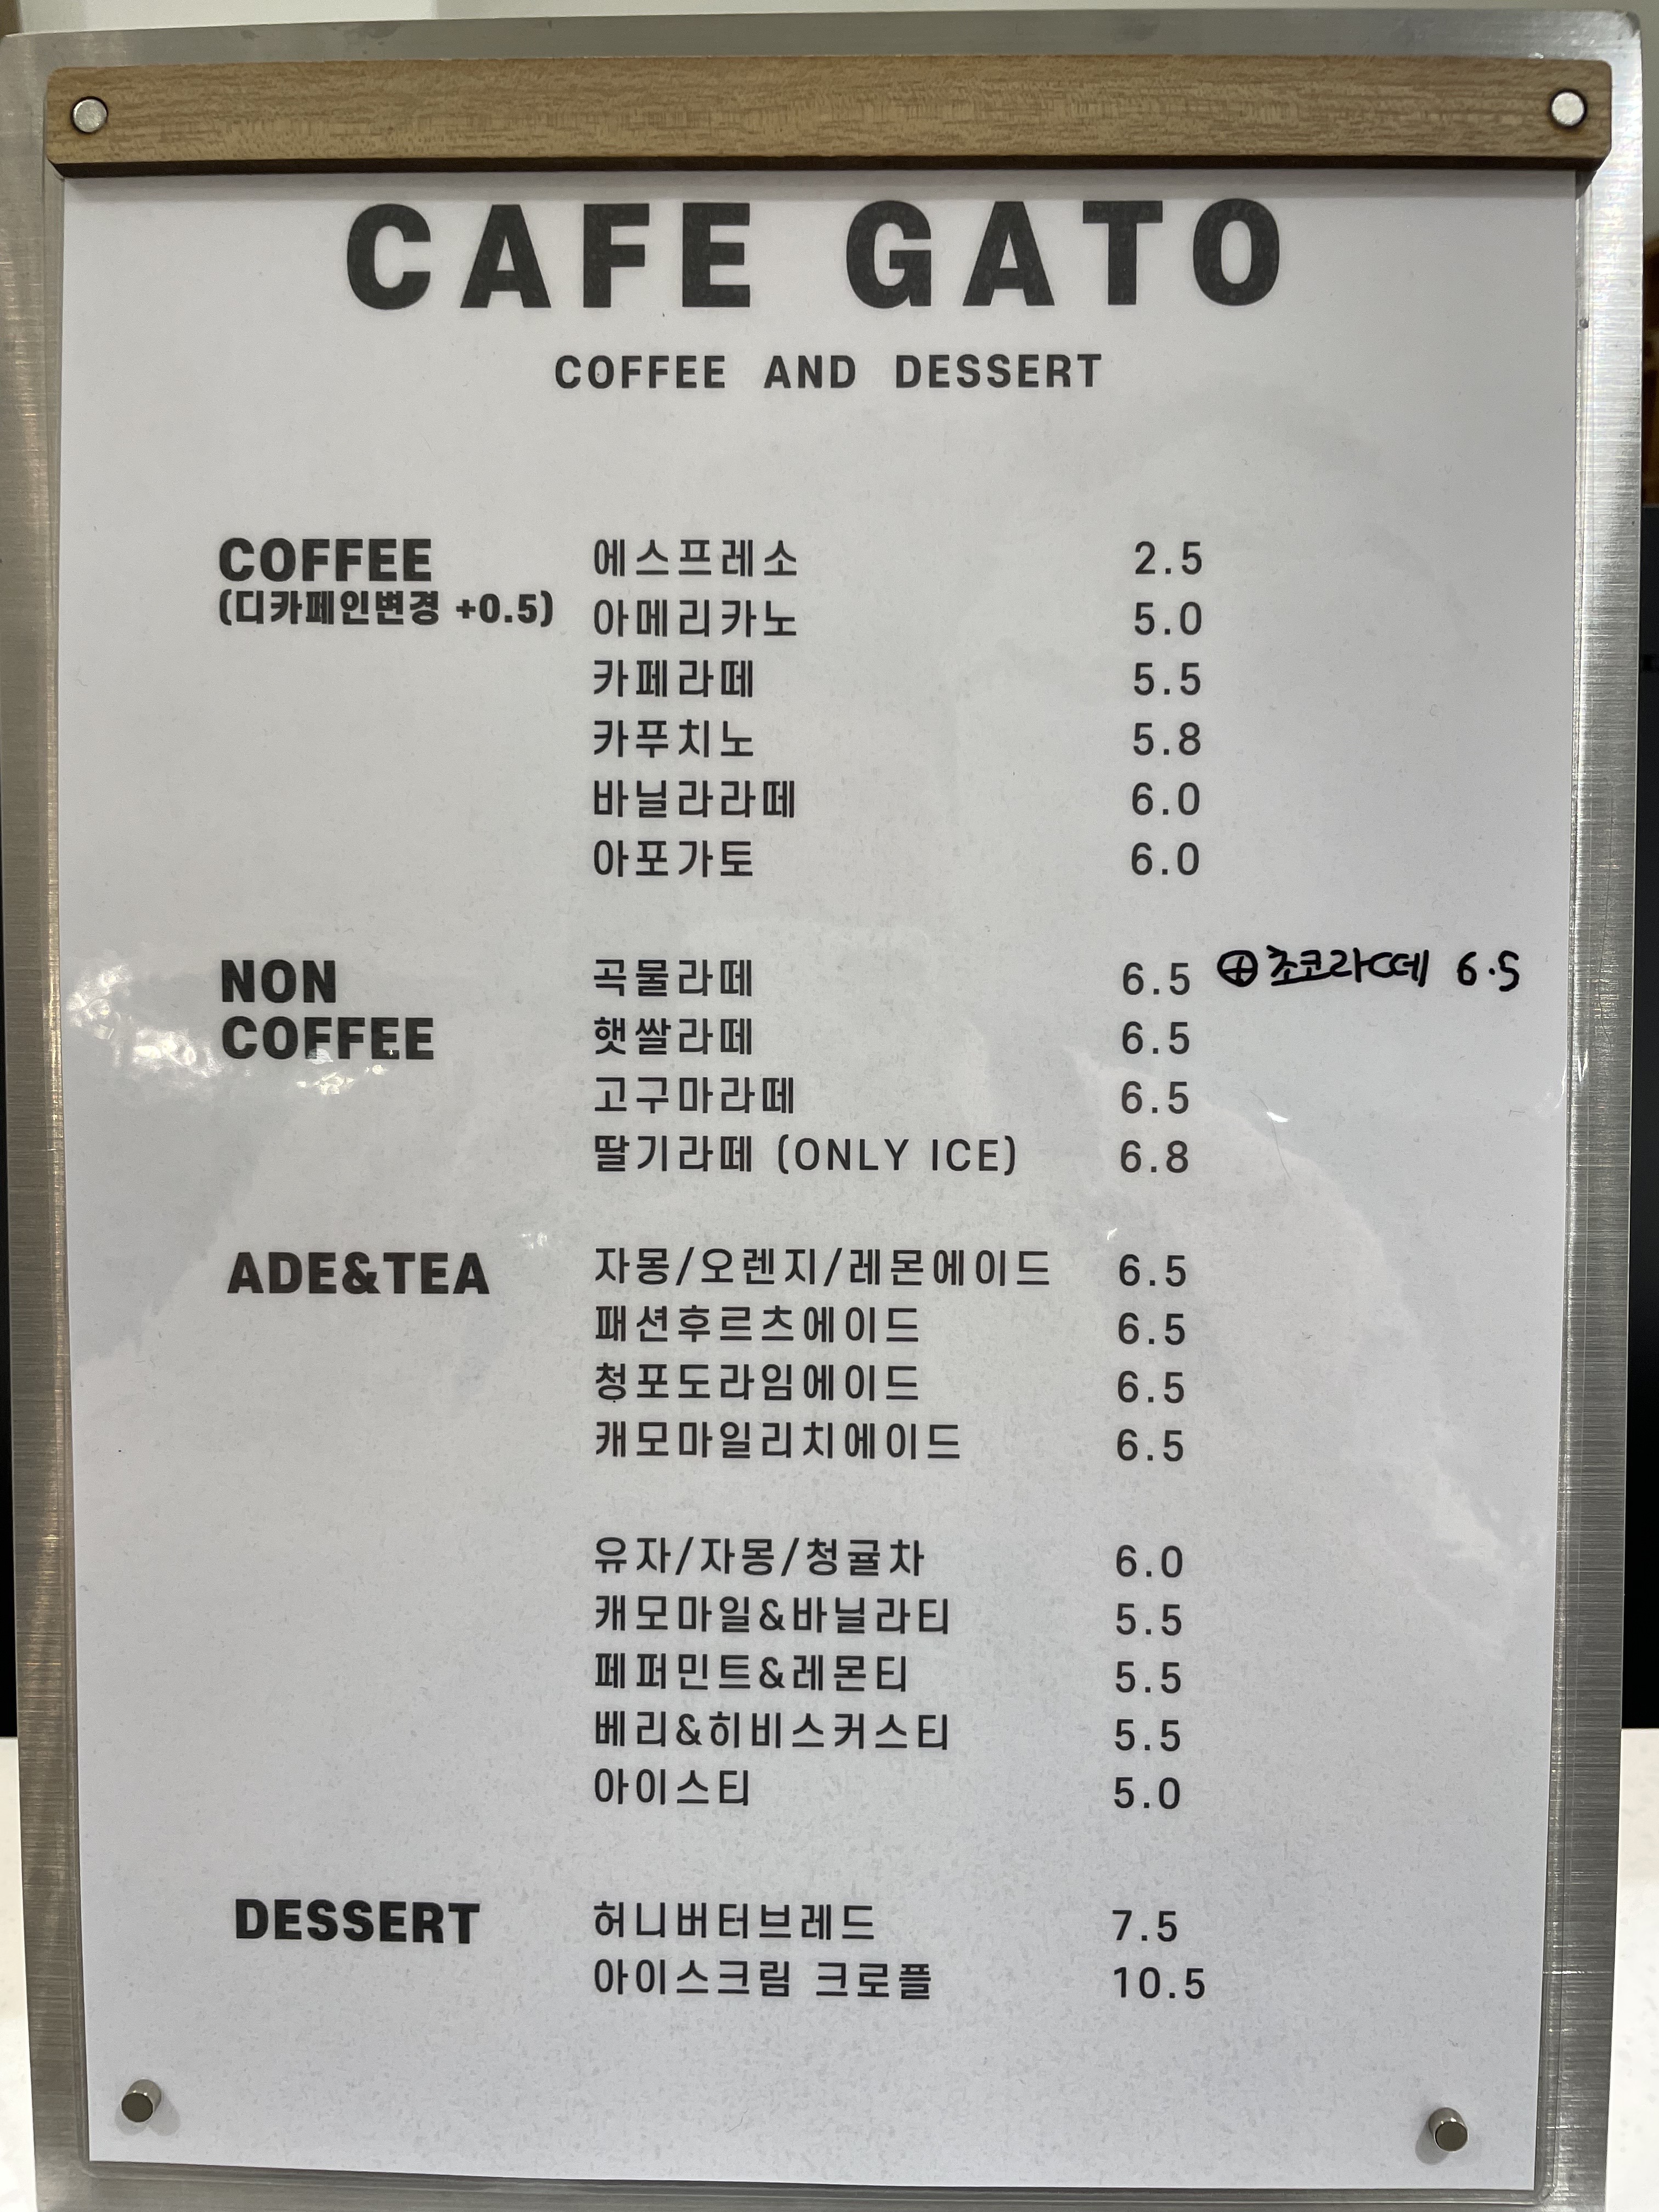 CAFE GATO
COFFEE AND DESSERT
COFFEE 에스프레소 2.5
(디카페인변경 +0.5) 아메리카노 5.0
카페라떼 5.5
카푸치노 5.8
바닐라라떼 6.0
아포가토 6.0
NON 곡물라떼 6.5 ⊕초코라떼 6.5
COFFEE 햇쌀라떼 6.5
고구마라떼 6.5
딸기라떼 (ONLY ICE) 6.8
ADE&TEA 자몽/오렌지/레몬에이드 6.5
패션후르츠에이드 6.5
청포도라임에이드 6.5
캐모마일리치에이드 6.5
유자/자몽/청귤차 6.0
캐모마일&바닐라티 5.5
페퍼민트&레몬티 5.5
베리&히비스커스티 5.5
아이스티 5.0
DESSERT 허니버터브레드 7.5
아이스크림 크로플 10.5